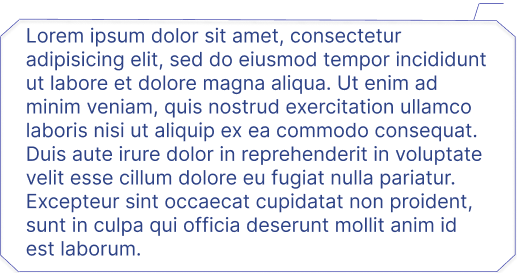 Lorem ipsum dolor sit amet, consectetur
adipisicing elit, sed do eiusmod tempor incididunt
ut labore et dolore magna aliqua. Ut enim ad
minim veniam, quis nostrud exercitation ullamco
laboris nisi ut aliquip ex ea commodo consequat.
Duis aute irure dolor in reprehenderit in voluptate
velit esse cillum dolore eu fugiat nulla pariatur.
Excepteur sint occaecat cupidatat non proident,
sunt in culpa qui officia deserunt mollit anim id
est laborum.